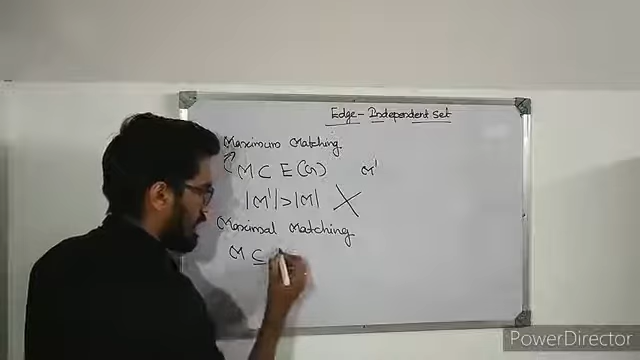 Edge - Independent set
Maximum Matching
M ⊂ E(G) M'
|M'| > |M| ×
Maximal Matching
M ⊆
PowerDirector